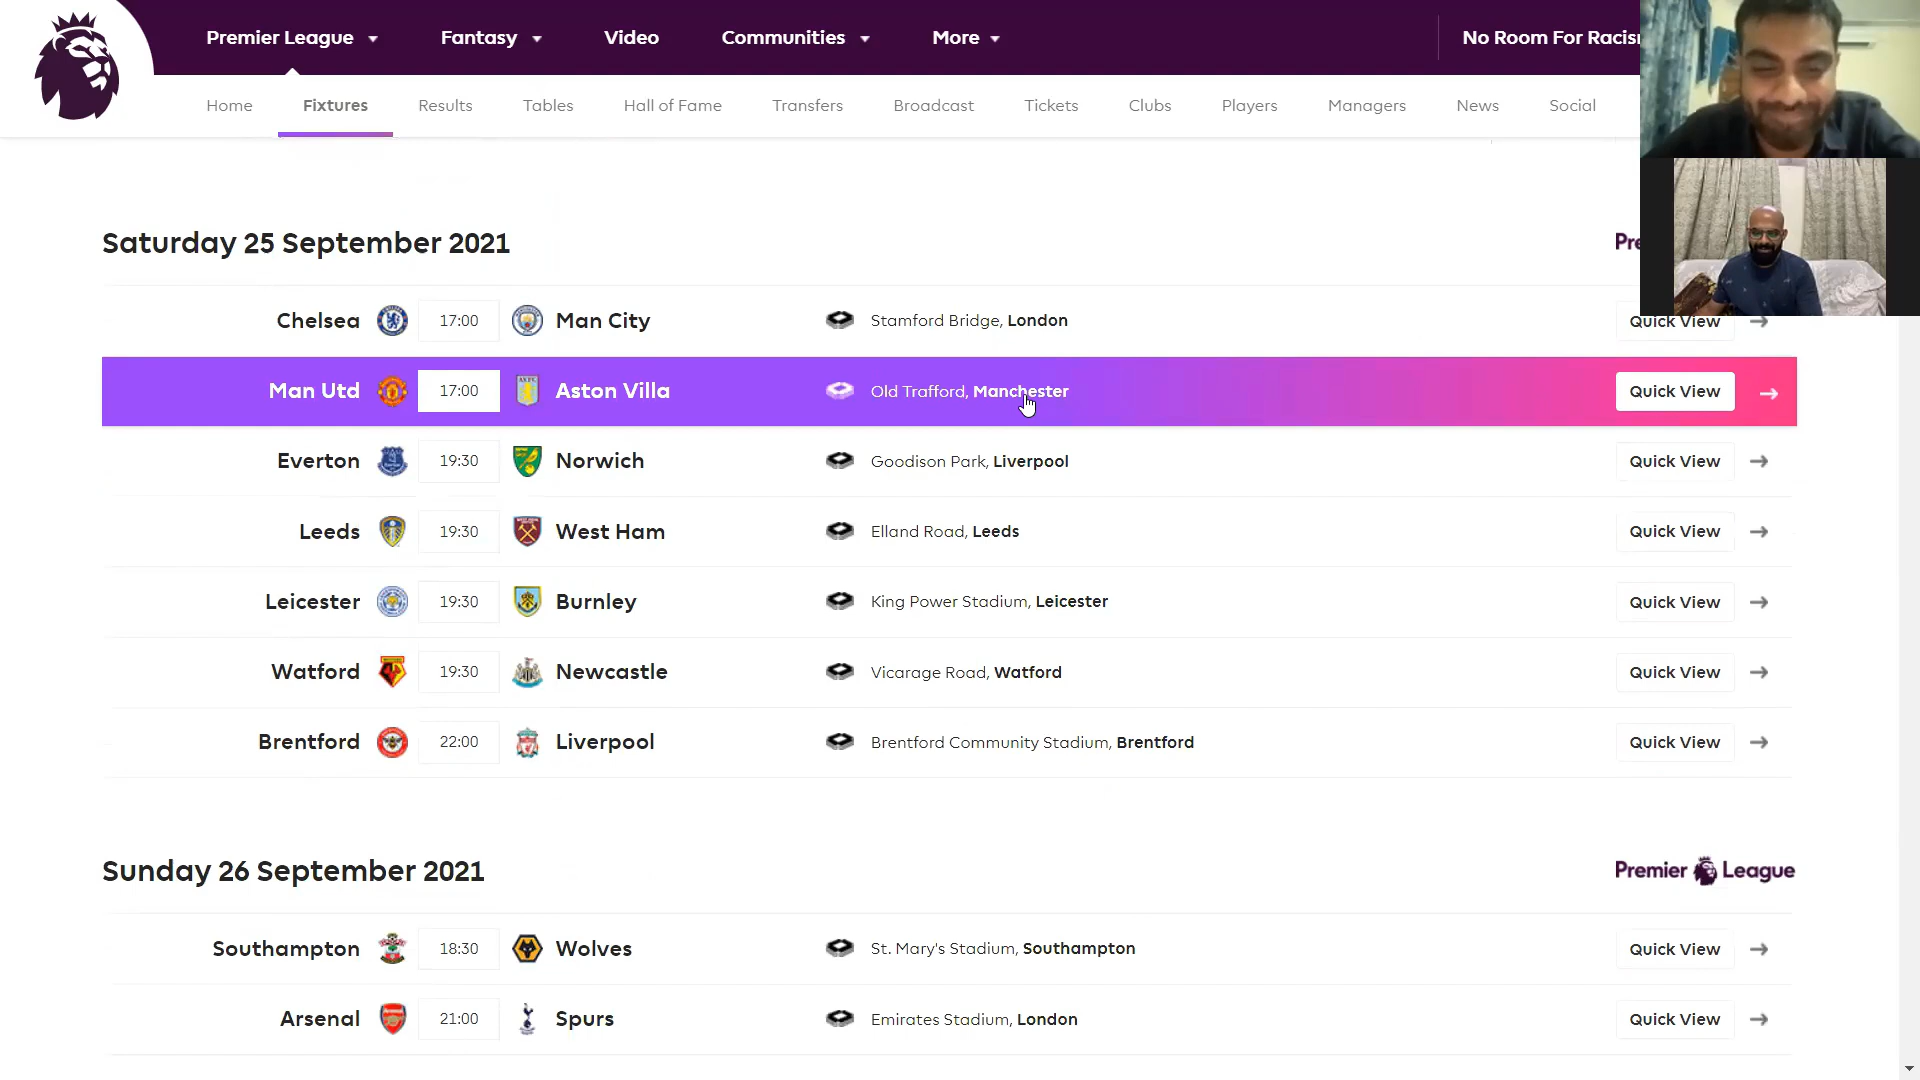 Premier League Fantasy Video Communities More No Room For Racis
Home Fixtures Results Tables Hall of Fame Transfers Broadcast Tickets Clubs Players Managers News Social
Saturday 25 September 2021 Pre
Chelsea 17:00 Man City Stamford Bridge, London Quick View
Man Utd 17:00 Aston Villa Old Trafford, Manchester Quick View
Everton 19:30 Norwich Goodison Park, Liverpool Quick View
Leeds 19:30 West Ham Elland Road, Leeds Quick View
Leicester 19:30 Burnley King Power Stadium, Leicester Quick View
Watford 19:30 Newcastle Vicarage Road, Watford Quick View
Brentford 22:00 Liverpool Brentford Community Stadium, Brentford Quick View
Sunday 26 September 2021 Premier League
Southampton 18:30 Wolves St. Mary's Stadium, Southampton Quick View
Arsenal 21:00 Spurs Emirates Stadium, London Quick View